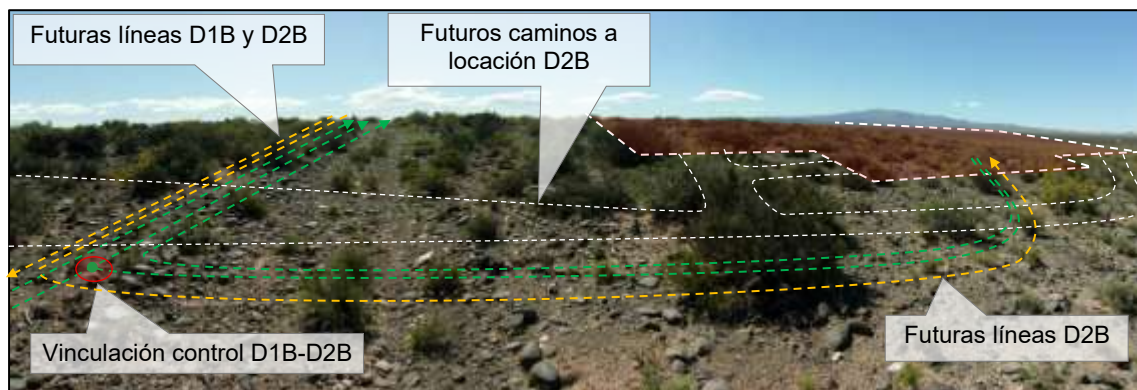 Futuras líneas D1B y D2B
Futuros caminos a
locación D2B
Vinculación control D1B-D2B
Futuras líneas D2B